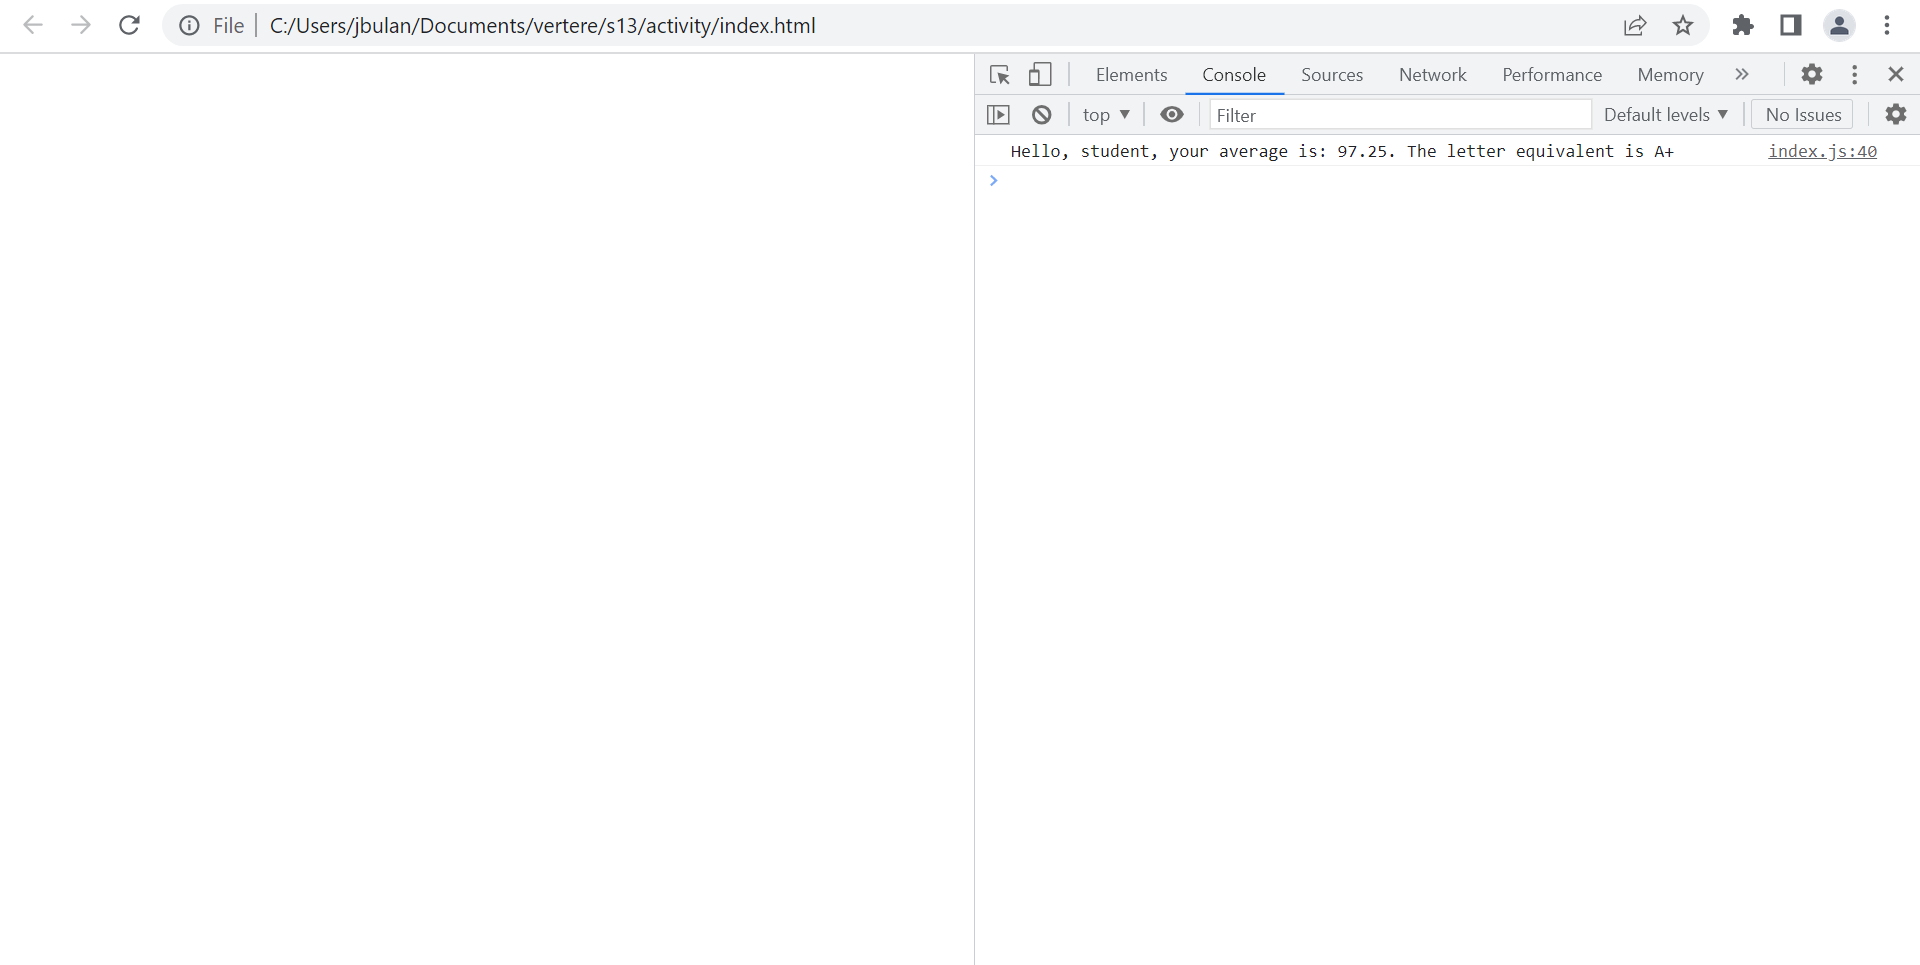 File C:/Users/jbulan/Documents/vertere/s13/activity/index.html
Elements Console Sources Network Performance Memory
top Filter Default levels No Issues
Hello, student, your average is: 97.25. The letter equivalent is A+ index.js:40